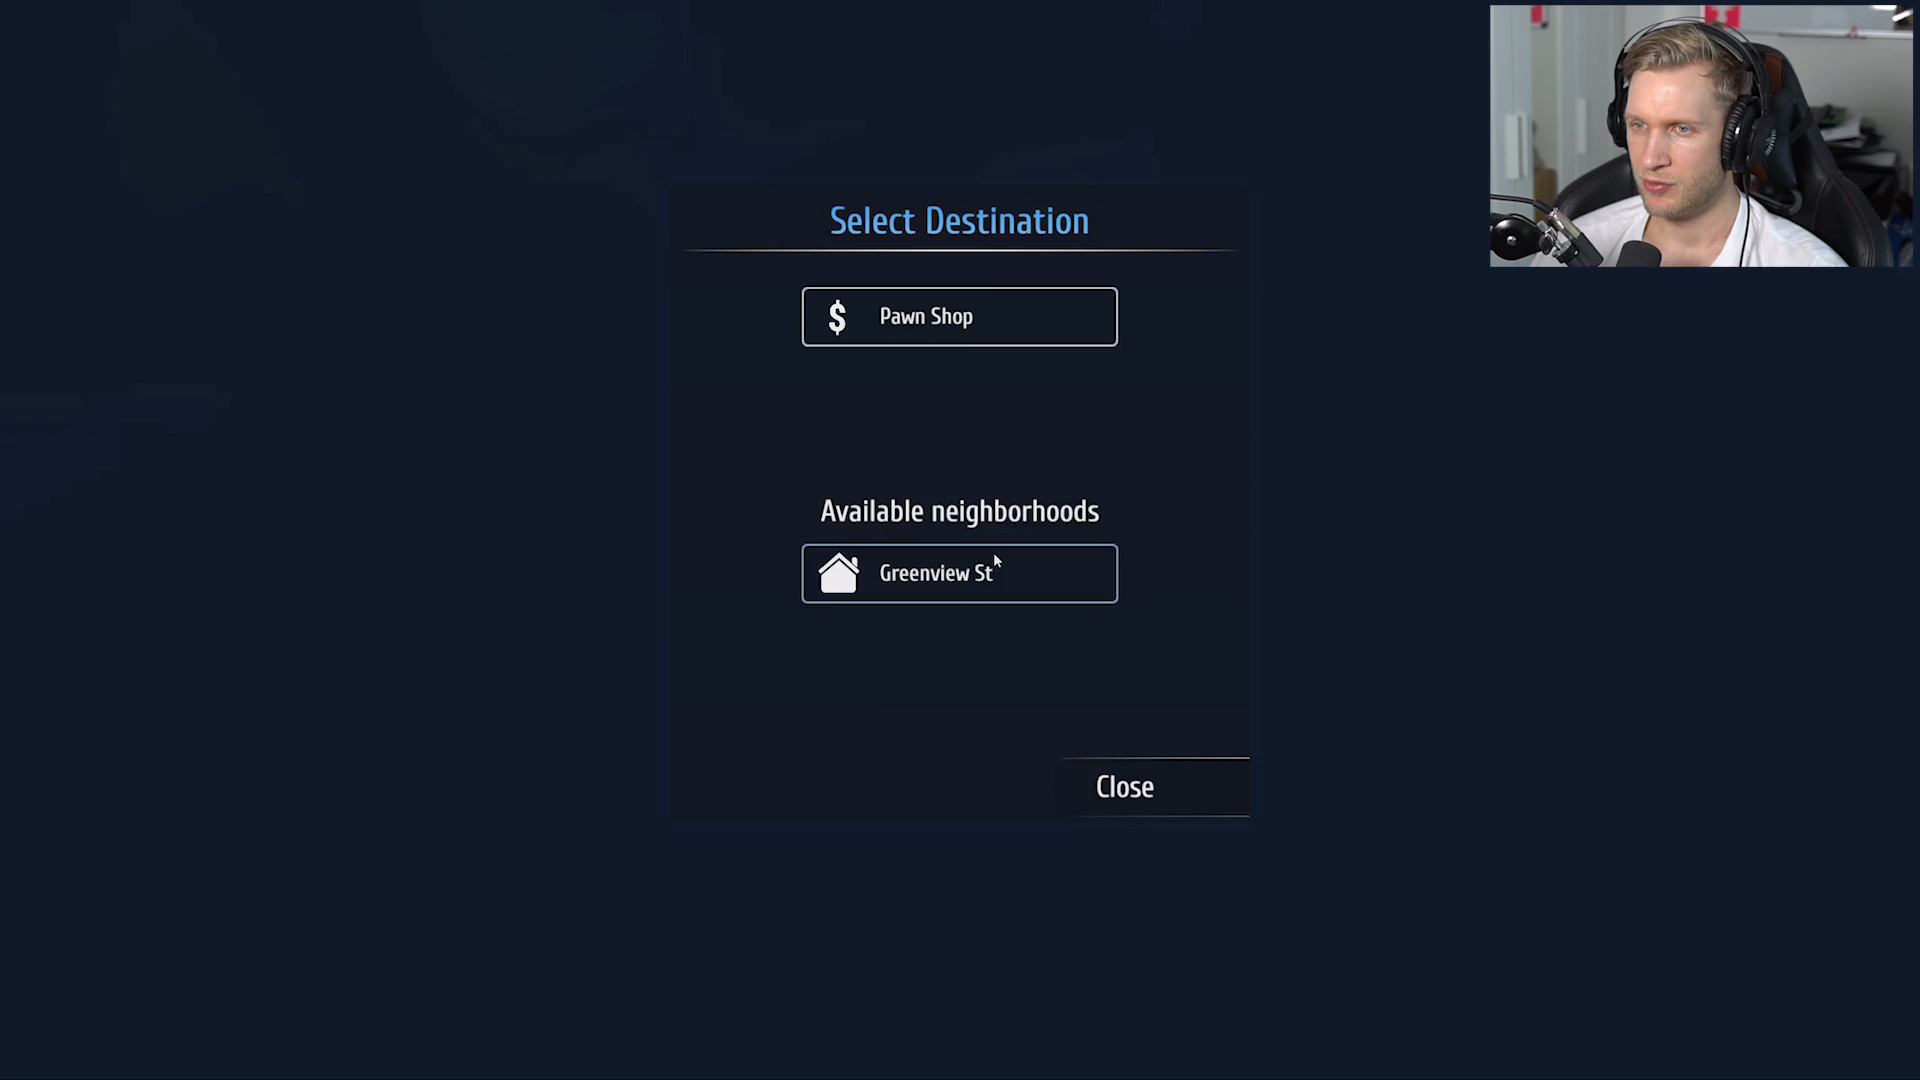 Select Destination
$ Pawn Shop
Available neighborhoods
Greenview St
Close